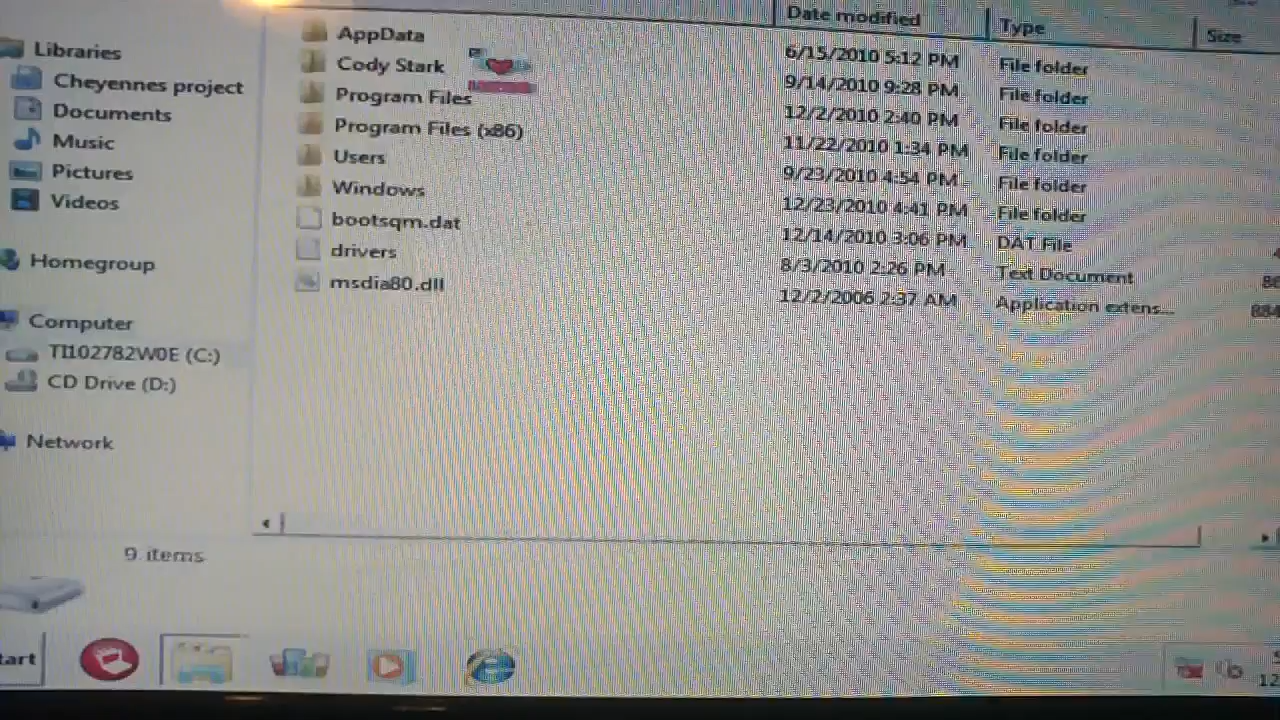 Date modified Type Size
AppData 6/15/2010 5:12 PM File folder
Cody Stark 9/14/2010 9:28 PM File folder
Program Files 12/2/2010 2:40 PM File folder
Program Files (x86) 11/22/2010 1:34 PM File folder
Users 9/23/2010 4:54 PM File folder
Windows 12/23/2010 4:41 PM File folder
bootsqm.dat 12/14/2010 3:06 PM DAT File
drivers 8/3/2010 2:26 PM Text Document
msdia80.dll 12/2/2006 2:37 AM Application extens...
Libraries
Cheyennes project
Documents
Music
Pictures
Videos
Homegroup
Computer
TI102782W0E (C:)
CD Drive (D:)
Network
9 items
tart
12